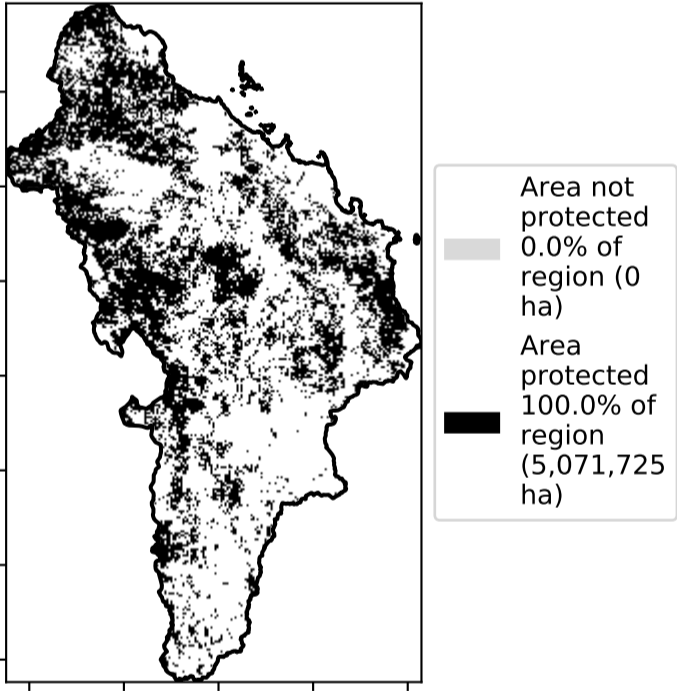 Area not
protected
0.0% of
region (0
ha)
Area
protected
100.0% of
region
(5,071,725
ha)